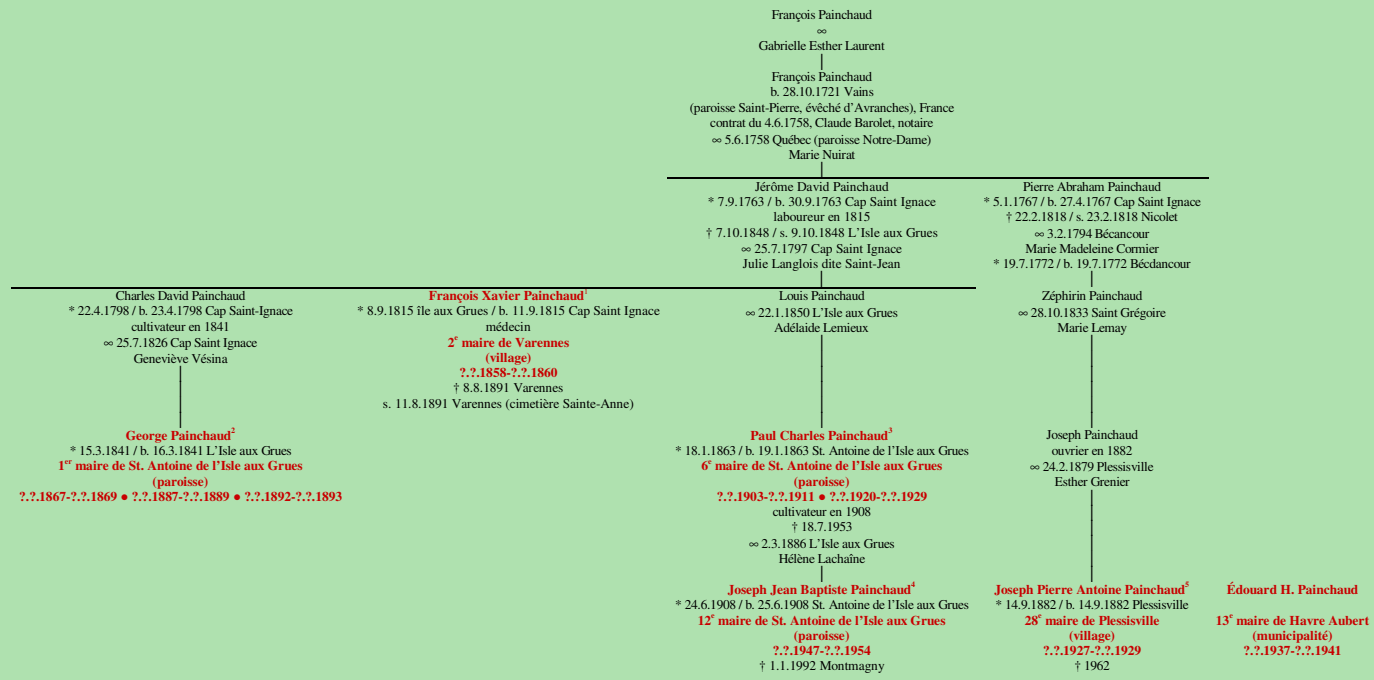 François Painchaud
∞
Gabrielle Esther Laurent
François Painchaud
b. 28.10.1721 Vains
(paroisse Saint-Pierre, évêché d’Avranches), France
contrat du 4.6.1758, Claude Barolet, notaire
∞ 5.6.1758 Québec (paroisse Notre-Dame)
Marie Nuirat
Jérôme David Painchaud
* 7.9.1763 / b. 30.9.1763 Cap Saint Ignace
laboureur en 1815
† 7.10.1848 / s. 9.10.1848 L’Isle aux Grues
∞ 25.7.1797 Cap Saint Ignace
Julie Langlois dite Saint-Jean
Pierre Abraham Painchaud
* 5.1.1767 / b. 27.4.1767 Cap Saint Ignace
† 22.2.1818 / s. 23.2.1818 Nicolet
∞ 3.2.1794 Bécancour
Marie Madeleine Cormier
* 19.7.1772 / b. 19.7.1772 Bécdancour
Charles David Painchaud
* 22.4.1798 / b. 23.4.1798 Cap Saint-Ignace
cultivateur en 1841
∞ 25.7.1826 Cap Saint Ignace
Geneviève Vésina
François Xavier Painchaud¹
* 8.9.1815 île aux Grues / b. 11.9.1815 Cap Saint Ignace
médecin
2e maire de Varennes
(village)
?.?.1858-?.?.1860
† 8.8.1891 Varennes
s. 11.8.1891 Varennes (cimetière Sainte-Anne)
Louis Painchaud
∞ 22.1.1850 L’Isle aux Grues
Adélaide Lemieux
Zéphirin Painchaud
∞ 28.10.1833 Saint Grégoire
Marie Lemay
George Painchaud²
* 15.3.1841 / b. 16.3.1841 L’Isle aux Grues
1er maire de St. Antoine de l’Isle aux Grues
(paroisse)
?.?.1867-?.?.1869 ● ?.?.1887-?.?.1889 ● ?.?.1892-?.?.1893
Paul Charles Painchaud³
* 18.1.1863 / b. 19.1.1863 St. Antoine de l’Isle aux Grues
6e maire de St. Antoine de l’Isle aux Grues
(paroisse)
?.?.1903-?.?.1911 ● ?.?.1920-?.?.1929
cultivateur en 1908
† 18.7.1953
∞ 2.3.1886 L’Isle aux Grues
Hélène Lachaîne
Joseph Painchaud
ouvrier en 1882
∞ 24.2.1879 Plessisville
Esther Grenier
Joseph Jean Baptiste Painchaud⁴
* 24.6.1908 / b. 25.6.1908 St. Antoine de l’Isle aux Grues
12e maire de St. Antoine de l’Isle aux Grues
(paroisse)
?.?.1947-?.?.1954
† 1.1.1992 Montmagny
Joseph Pierre Antoine Painchaud⁵
* 14.9.1882 / b. 14.9.1882 Plessisville
28e maire de Plessisville
(village)
?.?.1927-?.?.1929
† 1962
Édouard H. Painchaud
13e maire de Havre Aubert
(municipalité)
?.?.1937-?.?.1941